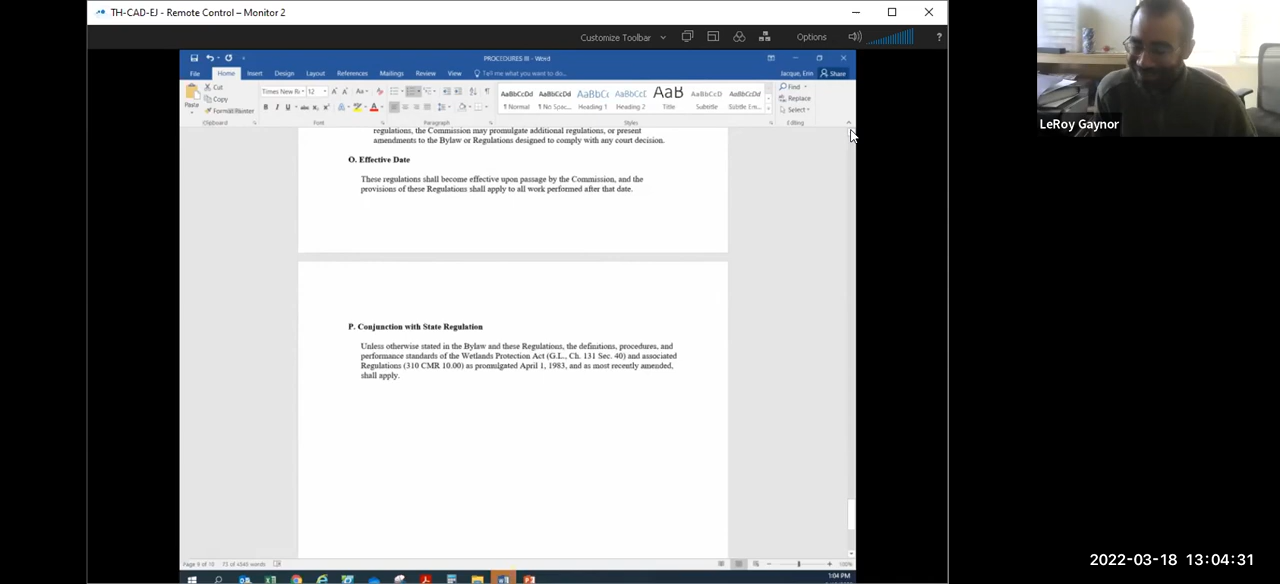 TH-CAD-EJ - Remote Control – Monitor 2
Customize Toolbar
Options
?
PROCEDURES III - Word
File Home Insert Design Layout References Mailings Review View Tell me what you want to do... Jacque, Erin Share
Paste
Cut
Copy
Format Painter
Clipboard
Times New Ro 12
Font
Paragraph
AaBbCcDd AaBbCcDd AaBbCc AaBbCcD AaB AaBbCcD AaBbCcDd
¶ Normal ¶ No Spac... Heading 1 Heading 2 Title Subtitle Subtle Em...
Styles
Find
Replace
Select
Editing
regulations, the Commission may promulgate additional regulations, or present
amendments to the Bylaw or Regulations designed to comply with any court decision.
O. Effective Date
These regulations shall become effective upon passage by the Commission, and the
provisions of these Regulations shall apply to all work performed after that date.
P. Conjunction with State Regulation
Unless otherwise stated in the Bylaw and these Regulations, the definitions, procedures, and
performance standards of the Wetlands Protection Act (G.L., Ch. 131 Sec. 40) and associated
Regulations (310 CMR 10.00) as promulgated April 1, 1983, and as most recently amended,
shall apply.
Page 9 of 10 73 of 4545 words
100%
1:04 PM
LeRoy Gaynor
2022-03-18 13:04:31